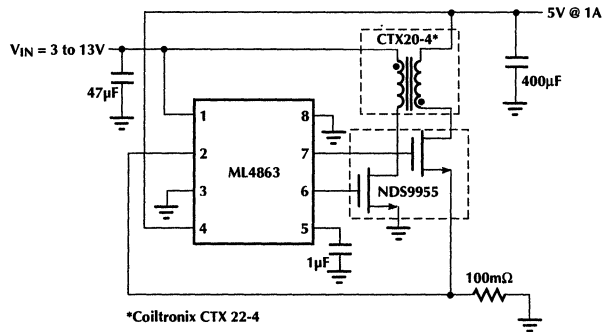 5V @ 1A
CTX20-4*
VIN = 3 to 13V
47µF
400µF
1
8
2
7
ML4863
3
6
NDS9955
4
5
1µF
100mΩ
*Coiltronix CTX 22-4